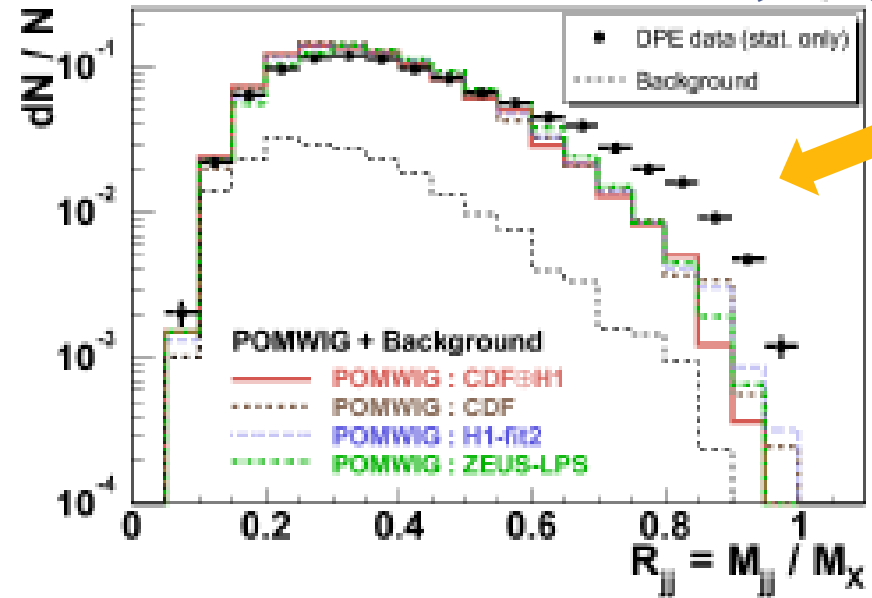 dN / N
10^-1
10^-2
10^-3
10^-4
DPE data (stat. only)
Background
POMWIG + Background
POMWIG : CDF⊕H1
POMWIG : CDF
POMWIG : H1-fit2
POMWIG : ZEUS-LPS
0 0.2 0.4 0.6 0.8 1
R_jj = M_jj / M_X